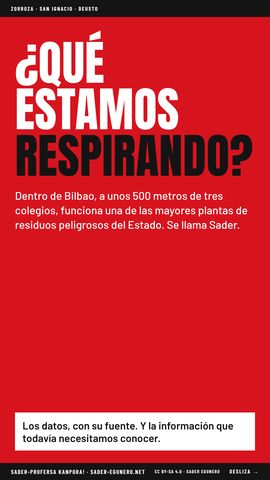 ZORROZA · SAN IGNACIO · DEUSTO
¿QUÉ
ESTAMOS
RESPIRANDO?
Dentro de Bilbao, a unos 500 metros de tres
colegios, funciona una de las mayores plantas de
residuos peligrosos del Estado. Se llama Sader.
Los datos, con su fuente. Y la información que
todavía necesitamos conocer.
SADER-PROFERSA KANPORA! · SADER-EGUNERO.NET CC BY-SA 4.0 · SADER EGUNERO DESLIZA →